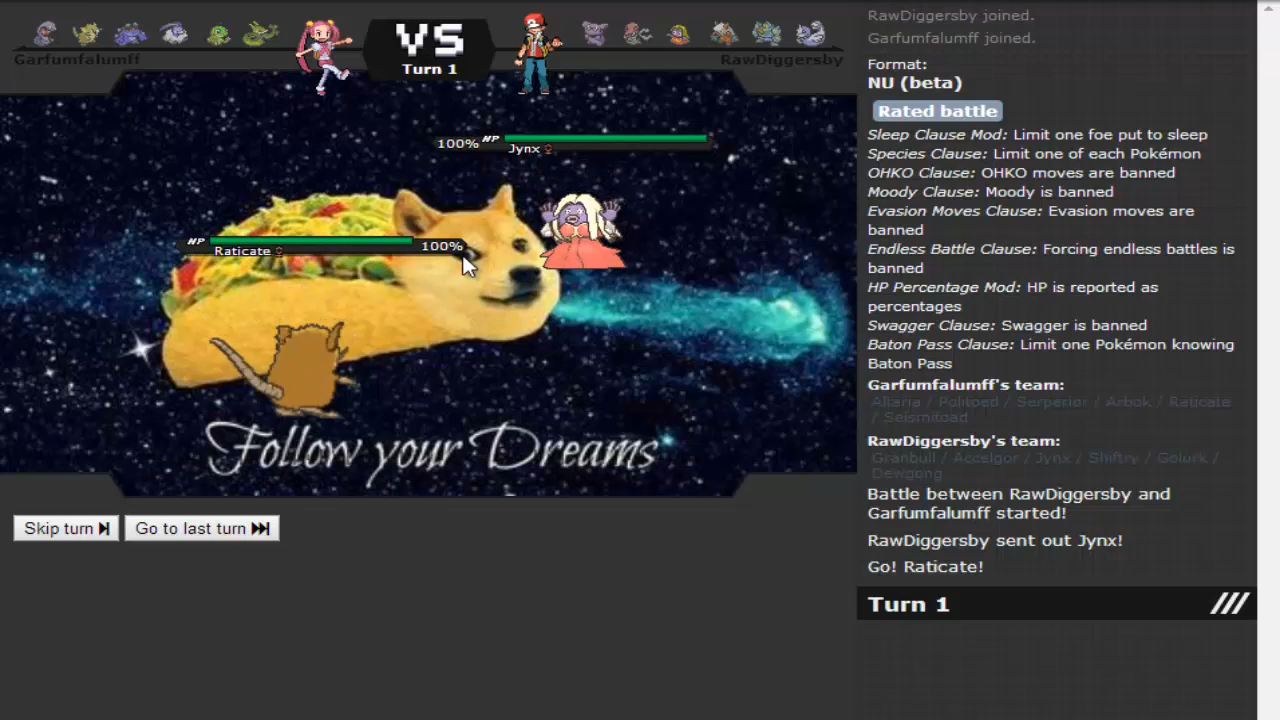 Garfumfalumff
VS
Turn 1
RawDiggersby
100% HP
Jynx
HP 100%
Raticate
Follow your Dreams
Skip turn
Go to last turn
RawDiggersby joined.
Garfumfalumff joined.
Format:
NU (beta)
Rated battle
Sleep Clause Mod: Limit one foe put to sleep
Species Clause: Limit one of each Pokémon
OHKO Clause: OHKO moves are banned
Moody Clause: Moody is banned
Evasion Moves Clause: Evasion moves are
banned
Endless Battle Clause: Forcing endless battles is
banned
HP Percentage Mod: HP is reported as
percentages
Swagger Clause: Swagger is banned
Baton Pass Clause: Limit one Pokémon knowing
Baton Pass
Garfumfalumff's team:
Altaria / Politoed / Serperior / Arbok / Raticate
/ Seismitoad
RawDiggersby's team:
Granbull / Accelgor / Jynx / Shiftry / Golurk /
Dewgong
Battle between RawDiggersby and
Garfumfalumff started!
RawDiggersby sent out Jynx!
Go! Raticate!
Turn 1